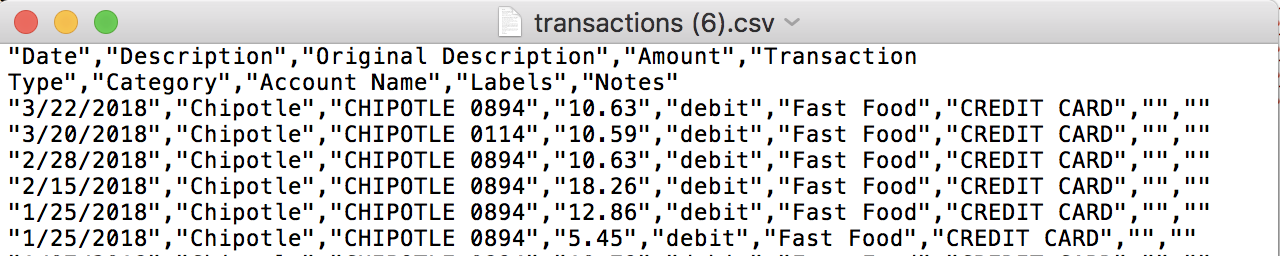 transactions (6).csv
"Date","Description","Original Description","Amount","Transaction
Type","Category","Account Name","Labels","Notes"
"3/22/2018","Chipotle","CHIPOTLE 0894","10.63","debit","Fast Food","CREDIT CARD","",""
"3/20/2018","Chipotle","CHIPOTLE 0114","10.59","debit","Fast Food","CREDIT CARD","",""
"2/28/2018","Chipotle","CHIPOTLE 0894","10.63","debit","Fast Food","CREDIT CARD","",""
"2/15/2018","Chipotle","CHIPOTLE 0894","18.26","debit","Fast Food","CREDIT CARD","",""
"1/25/2018","Chipotle","CHIPOTLE 0894","12.86","debit","Fast Food","CREDIT CARD","",""
"1/25/2018","Chipotle","CHIPOTLE 0894","5.45","debit","Fast Food","CREDIT CARD","",""